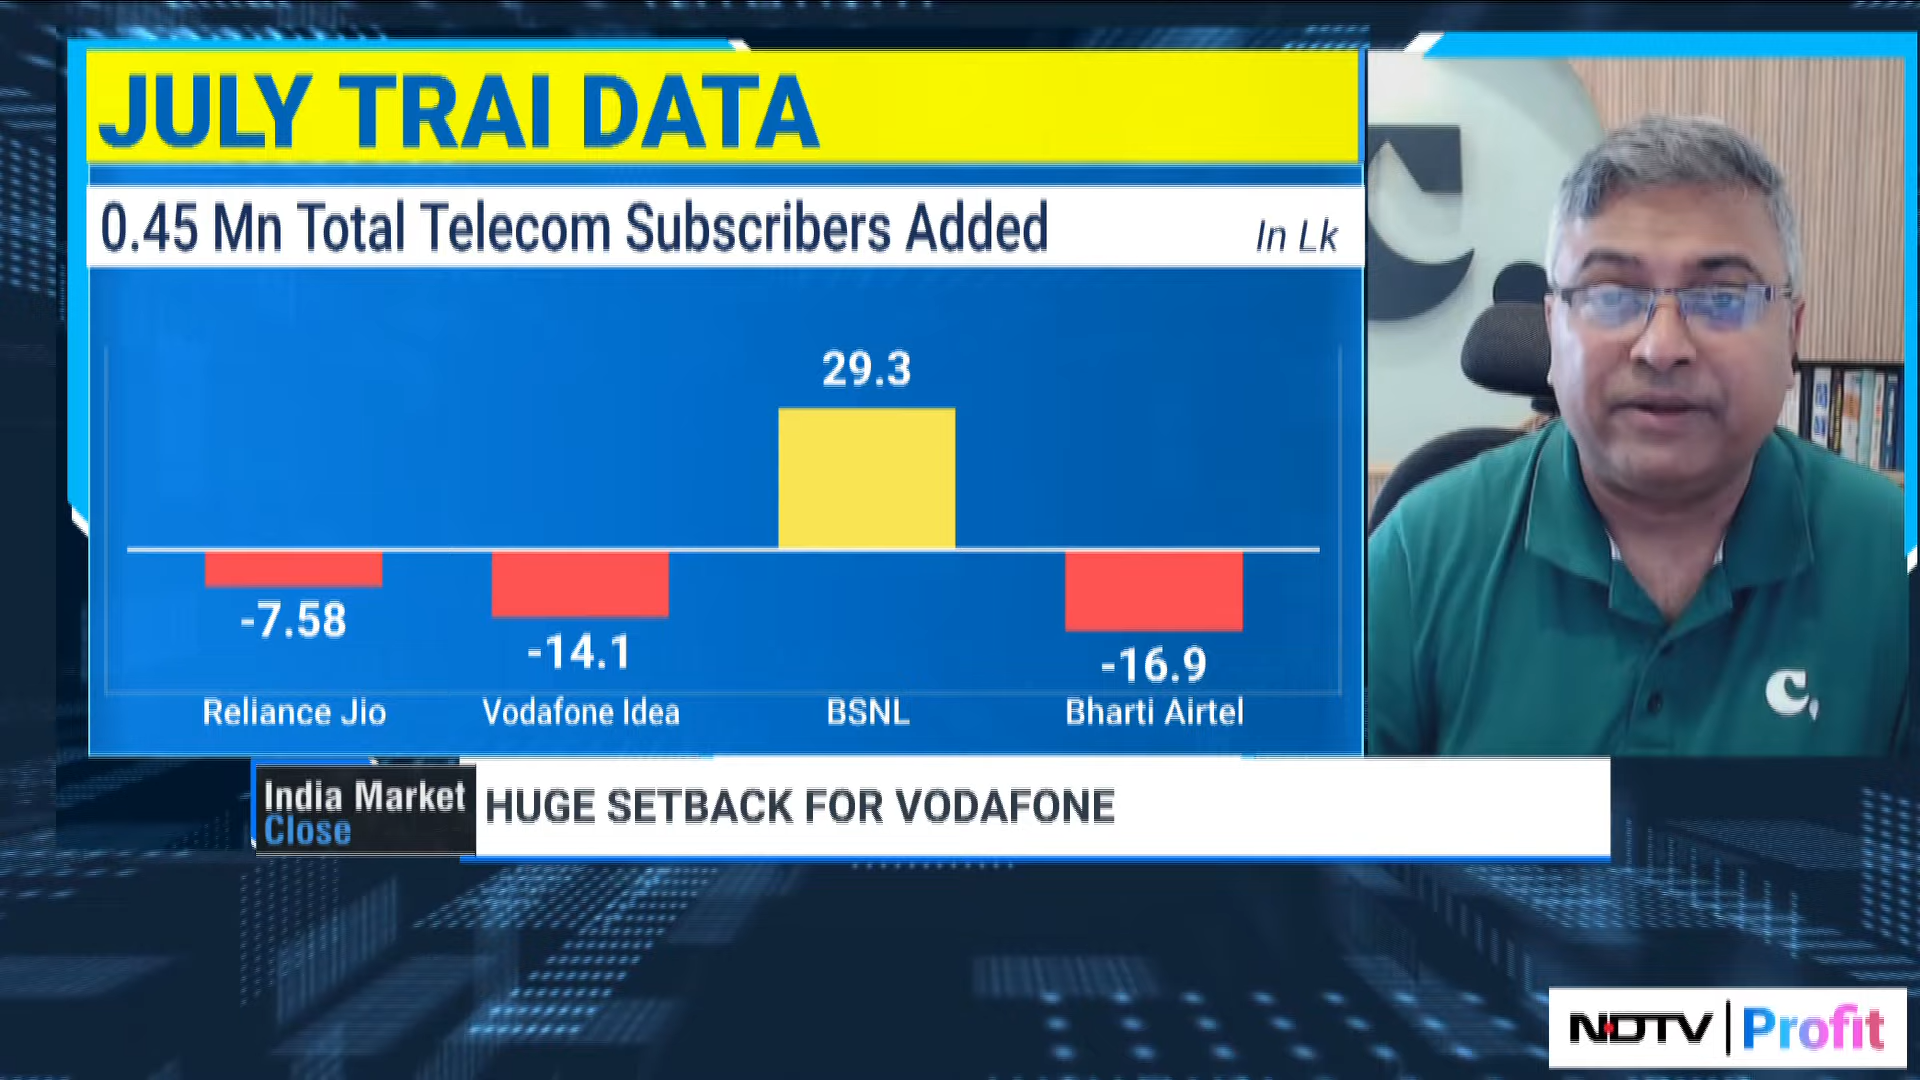 JULY TRAI DATA
0.45 Mn Total Telecom Subscribers Added
In Lk
29.3
-7.58
-14.1
-16.9
Reliance Jio
Vodafone Idea
BSNL
Bharti Airtel
India Market
Close
HUGE SETBACK FOR VODAFONE
C.
c,
NDTV Profit